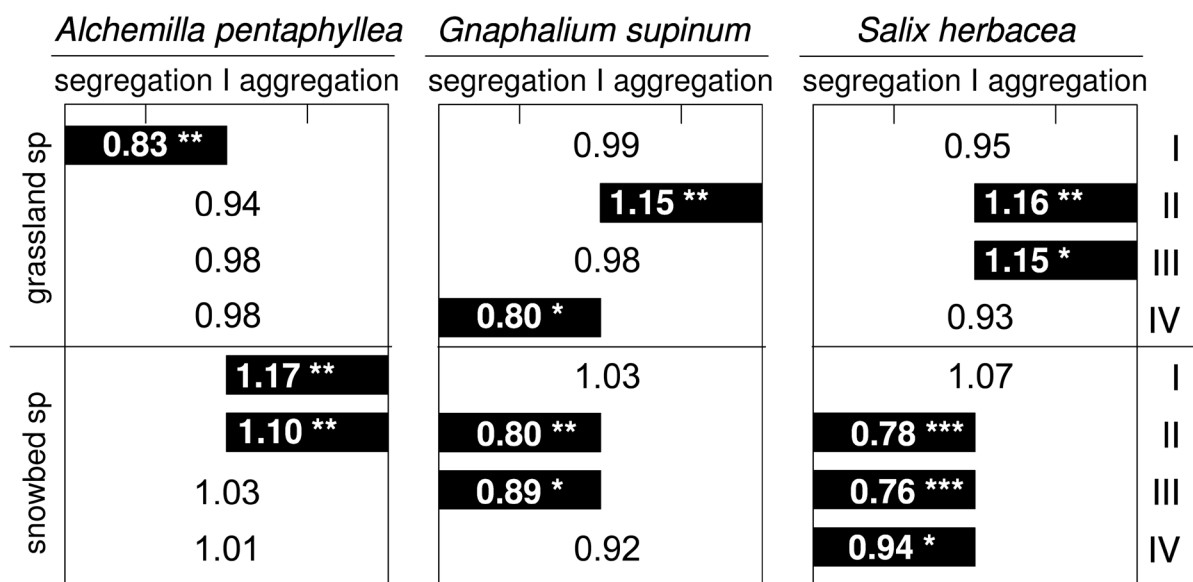 Alchemilla pentaphyllea Gnaphalium supinum Salix herbacea
segregation I aggregation segregation I aggregation segregation I aggregation
grassland sp
0.83 ** 0.99 0.95 I
0.94 1.15 ** 1.16 ** II
0.98 0.98 1.15 * III
0.98 0.80 * 0.93 IV
snowbed sp
1.17 ** 1.03 1.07 I
1.10 ** 0.80 ** 0.78 *** II
1.03 0.89 * 0.76 *** III
1.01 0.92 0.94 * IV